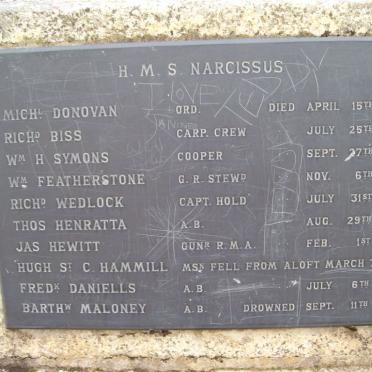 H. M. S. NARCISSUS
I LOVE TODY
MICHL DONOVAN ORD. DIED APRIL 15TH
RICHD BISS CARP. CREW JULY 25TH
WM H SYMONS COOPER SEPT. 27TH
WM FEATHERSTONE G. R. STEWD NOV. 6TH
RICHD WEDLOCK CAPT. HOLD JULY 31ST
THOS HENRATTA A.B. AUG. 29TH
JAS HEWITT GUNR R.M.A. FEB. 1ST
HUGH ST C. HAMMILL MSN FELL FROM ALOFT MARCH
FREDK DANIELLS A.B. JULY 6TH
BARTHW MALONEY A.B. DROWNED SEPT. 11TH